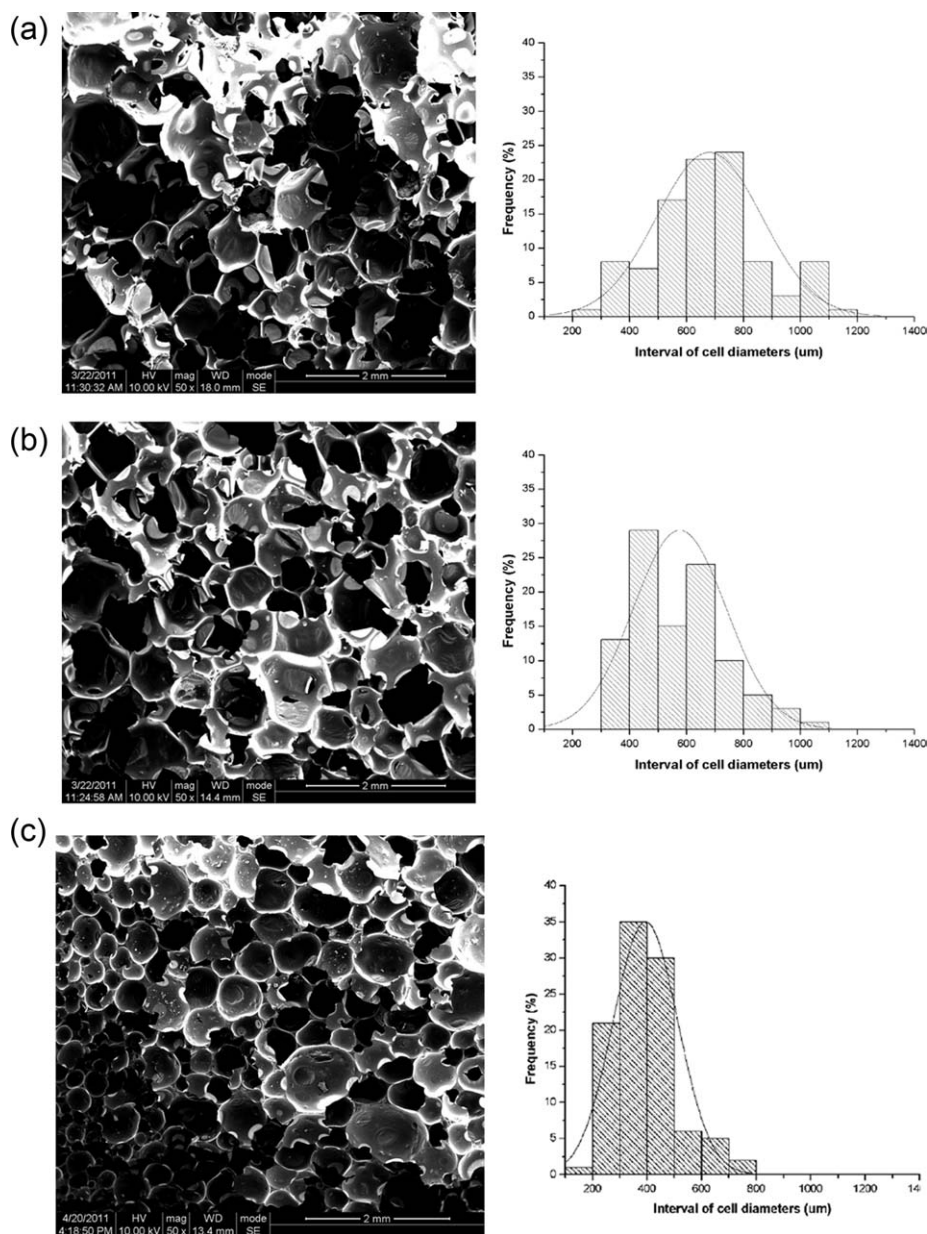 (a)
40
35
30
25
20
15
10
5
0
Frequency (%)
200 400 600 800 1000 1200 1400
Interval of cell diameters (um)
3/22/2011 HV mag WD mode
11:30:32 AM 10.00 kV 50 x 18.0 mm SE
2 mm
(b)
40
35
30
25
20
15
10
5
0
Frequency (%)
200 400 600 800 1000 1200 1400
Interval of cell diameters (um)
3/22/2011 HV mag WD mode
11:24:58 AM 10.00 kV 50 x 14.4 mm SE
2 mm
(c)
40
35
30
25
20
15
10
5
0
Frequency (%)
200 400 600 800 1000 1200 140
Interval of cell diameters (um)
4/20/2011 HV mag WD mode
4:18:50 PM 10.00 kV 50 x 13.4 mm SE
2 mm